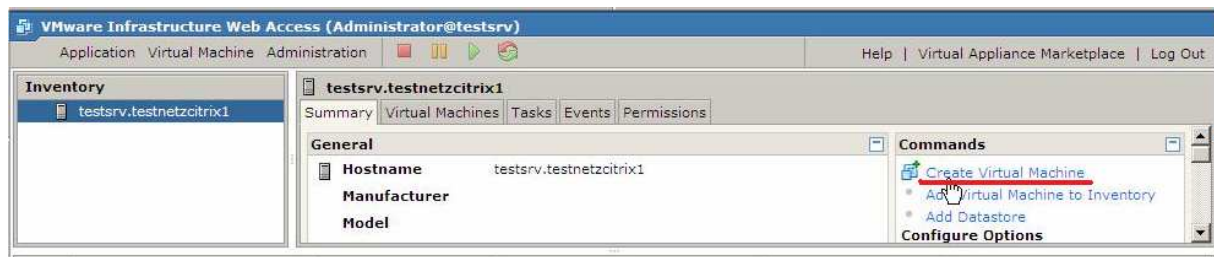 VMware Infrastructure Web Access (Administrator@testsrv)
Application Virtual Machine Administration
Help | Virtual Appliance Marketplace | Log Out
Inventory
testsrv.testnetzcitrix1
testsrv.testnetzcitrix1
Summary Virtual Machines Tasks Events Permissions
General
Hostname testsrv.testnetzcitrix1
Manufacturer
Model
Commands
Create Virtual Machine
Add Virtual Machine to Inventory
Add Datastore
Configure Options